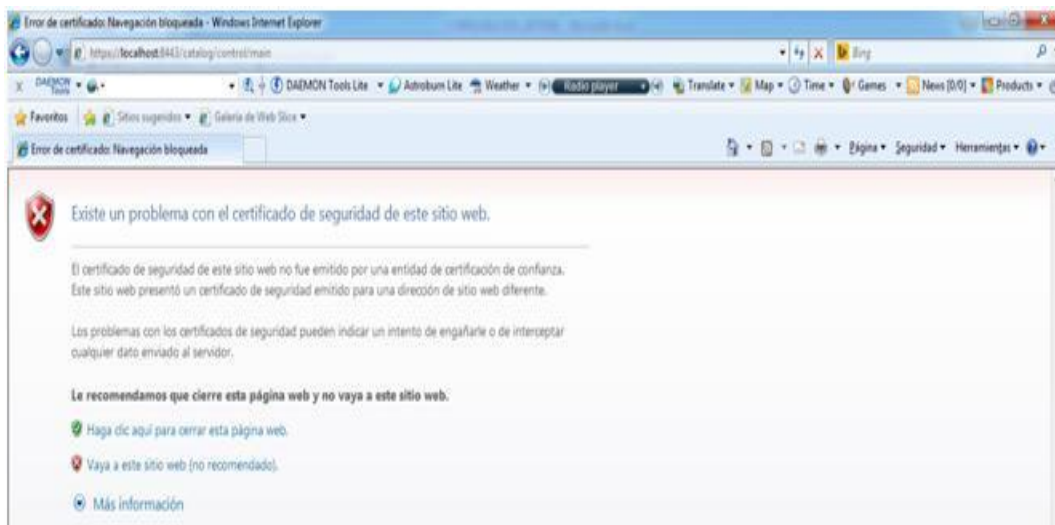 Error de certificado: Navegación bloqueada - Windows Internet Explorer
https://localhost:8443/catalog/control/main
Bing
DAEMON Tools
DAEMON Tools Lite Astroburn Lite Weather Radio player Translate Map Time Games News [0/0] Products
Favoritos Sitios sugeridos Galería de Web Slice
Error de certificado: Navegación bloqueada
Página Seguridad Herramientas
Existe un problema con el certificado de seguridad de este sitio web.
El certificado de seguridad de este sitio web no fue emitido por una entidad de certificación de confianza.
Este sitio web presentó un certificado de seguridad emitido para una dirección de sitio web diferente.
Los problemas con los certificados de seguridad pueden indicar un intento de engañarle o de interceptar
cualquier dato enviado al servidor.
Le recomendamos que cierre esta página web y no vaya a este sitio web.
Haga clic aquí para cerrar esta página web.
Vaya a este sitio web (no recomendado).
Más información